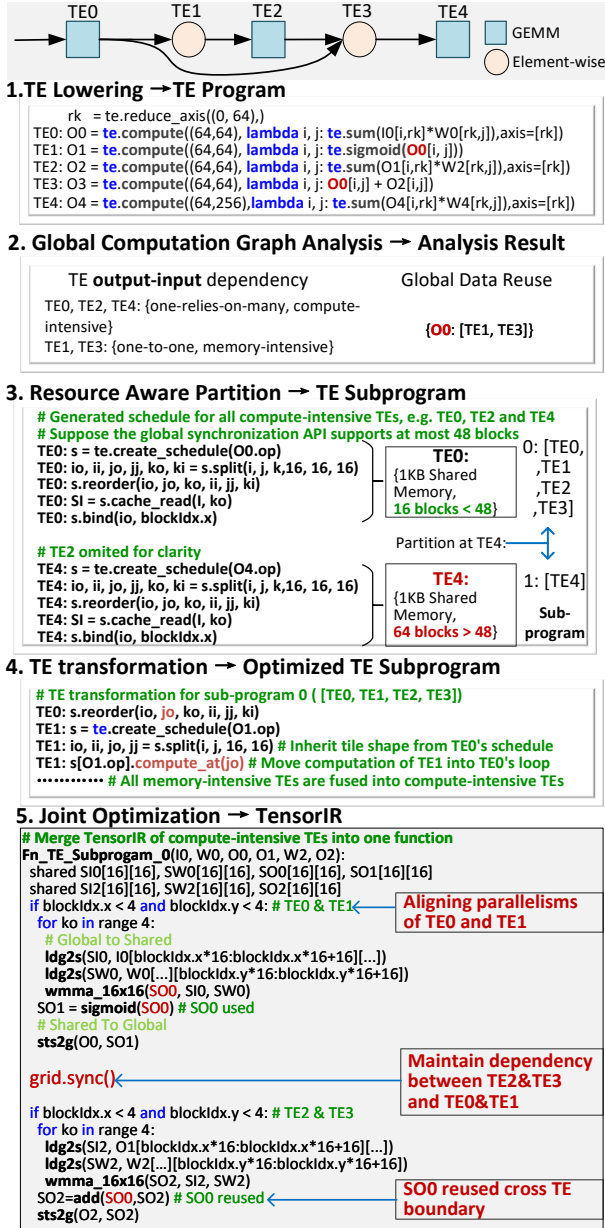 TE0 TE1 TE2 TE3 TE4
GEMM
Element-wise
1.TE Lowering →TE Program
rk = te.reduce_axis((0, 64),)
TE0: O0 = te.compute((64,64), lambda i, j: te.sum(I0[i,rk]*W0[rk,j]),axis=[rk])
TE1: O1 = te.compute((64,64), lambda i, j: te.sigmoid(O0[i, j]))
TE2: O2 = te.compute((64,64), lambda i, j: te.sum(O1[i,rk]*W2[rk,j]),axis=[rk])
TE3: O3 = te.compute((64,64), lambda i, j: O0[i,j] + O2[i,j])
TE4: O4 = te.compute((64,256),lambda i, j: te.sum(O4[i,rk]*W4[rk,j]),axis=[rk])
2. Global Computation Graph Analysis → Analysis Result
TE output-input dependency
TE0, TE2, TE4: {one-relies-on-many, compute-
intensive}
TE1, TE3: {one-to-one, memory-intensive}
Global Data Reuse
{O0: [TE1, TE3]}
3. Resource Aware Partition → TE Subprogram
# Generated schedule for all compute-intensive TEs, e.g. TE0, TE2 and TE4
# Suppose the global synchronization API supports at most 48 blocks
TE0: s = te.create_schedule(O0.op)
TE0: io, ii, jo, jj, ko, ki = s.split(i, j, k,16, 16, 16)
TE0: s.reorder(io, jo, ko, ii, jj, ki)
TE0: SI = s.cache_read(I, ko)
TE0: s.bind(io, blockIdx.x)
TE0:
{1KB Shared
Memory,
16 blocks < 48}
0: [TE0,
,TE1
,TE2
,TE3]
Partition at TE4:
# TE2 omited for clarity
TE4: s = te.create_schedule(O4.op)
TE4: io, ii, jo, jj, ko, ki = s.split(i, j, k,16, 16, 16)
TE4: s.reorder(io, jo, ko, ii, jj, ki)
TE4: SI = s.cache_read(I, ko)
TE4: s.bind(io, blockIdx.x)
TE4:
{1KB Shared
Memory,
64 blocks > 48}
1: [TE4]
Sub-
program
4. TE transformation → Optimized TE Subprogram
# TE transformation for sub-program 0 ( [TE0, TE1, TE2, TE3])
TE0: s.reorder(io, jo, ko, ii, jj, ki)
TE1: s = te.create_schedule(O1.op)
TE1: io, ii, jo, jj = s.split(i, j, 16, 16) # Inherit tile shape from TE0's schedule
TE1: s[O1.op].compute_at(jo) # Move computation of TE1 into TE0's loop
............ # All memory-intensive TEs are fused into compute-intensive TEs
5. Joint Optimization → TensorIR
# Merge TensorIR of compute-intensive TEs into one function
Fn_TE_Subprogam_0(I0, W0, O0, O1, W2, O2):
shared SI0[16][16], SW0[16][16], SO0[16][16], SO1[16][16]
shared SI2[16][16], SW2[16][16], SO2[16][16]
if blockIdx.x < 4 and blockIdx.y < 4: # TE0 & TE1
for ko in range 4:
# Global to Shared
ldg2s(SI0, I0[blockIdx.x*16:blockIdx.x*16+16][...])
ldg2s(SW0, W0[...][blockIdx.y*16:blockIdx.y*16+16])
wmma_16x16(SO0, SI0, SW0)
SO1 = sigmoid(SO0) # SO0 used
# Shared To Global
sts2g(O0, SO1)
Aligning parallelisms
of TE0 and TE1
grid.sync()
Maintain dependency
between TE2&TE3
and TE0&TE1
if blockIdx.x < 4 and blockIdx.y < 4: # TE2 & TE3
for ko in range 4:
ldg2s(SI2, O1[blockIdx.x*16:blockIdx.x*16+16][...])
ldg2s(SW2, W2[...][blockIdx.y*16:blockIdx.y*16+16])
wmma_16x16(SO2, SI2, SW2)
SO2=add(SO0,SO2) # SO0 reused
sts2g(O2, SO2)
SO0 reused cross TE
boundary